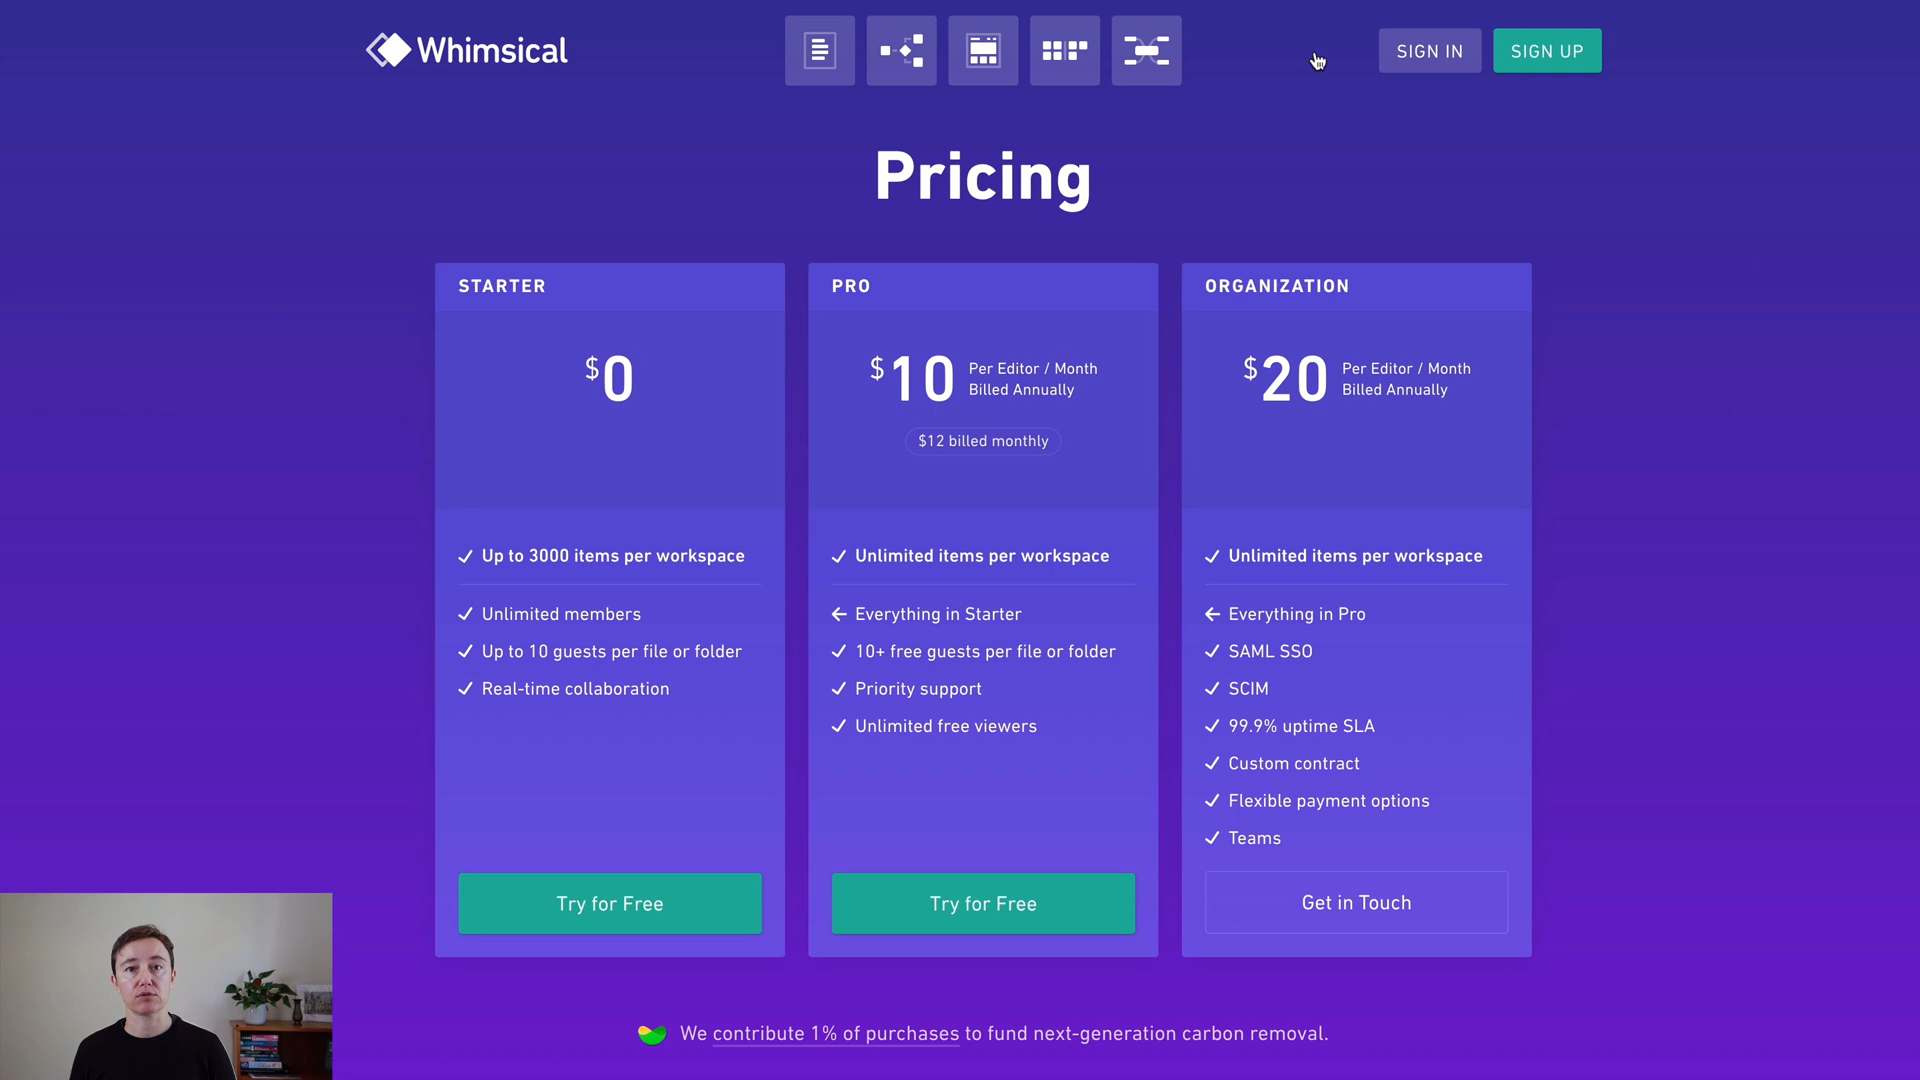 Whimsical
SIGN IN
SIGN UP
Pricing
STARTER
$0
Up to 3000 items per workspace
Unlimited members
Up to 10 guests per file or folder
Real-time collaboration
Try for Free
PRO
$10
Per Editor / Month
Billed Annually
$12 billed monthly
Unlimited items per workspace
Everything in Starter
10+ free guests per file or folder
Priority support
Unlimited free viewers
Try for Free
ORGANIZATION
$20
Per Editor / Month
Billed Annually
Unlimited items per workspace
Everything in Pro
SAML SSO
SCIM
99.9% uptime SLA
Custom contract
Flexible payment options
Teams
Get in Touch
We contribute 1% of purchases to fund next-generation carbon removal.